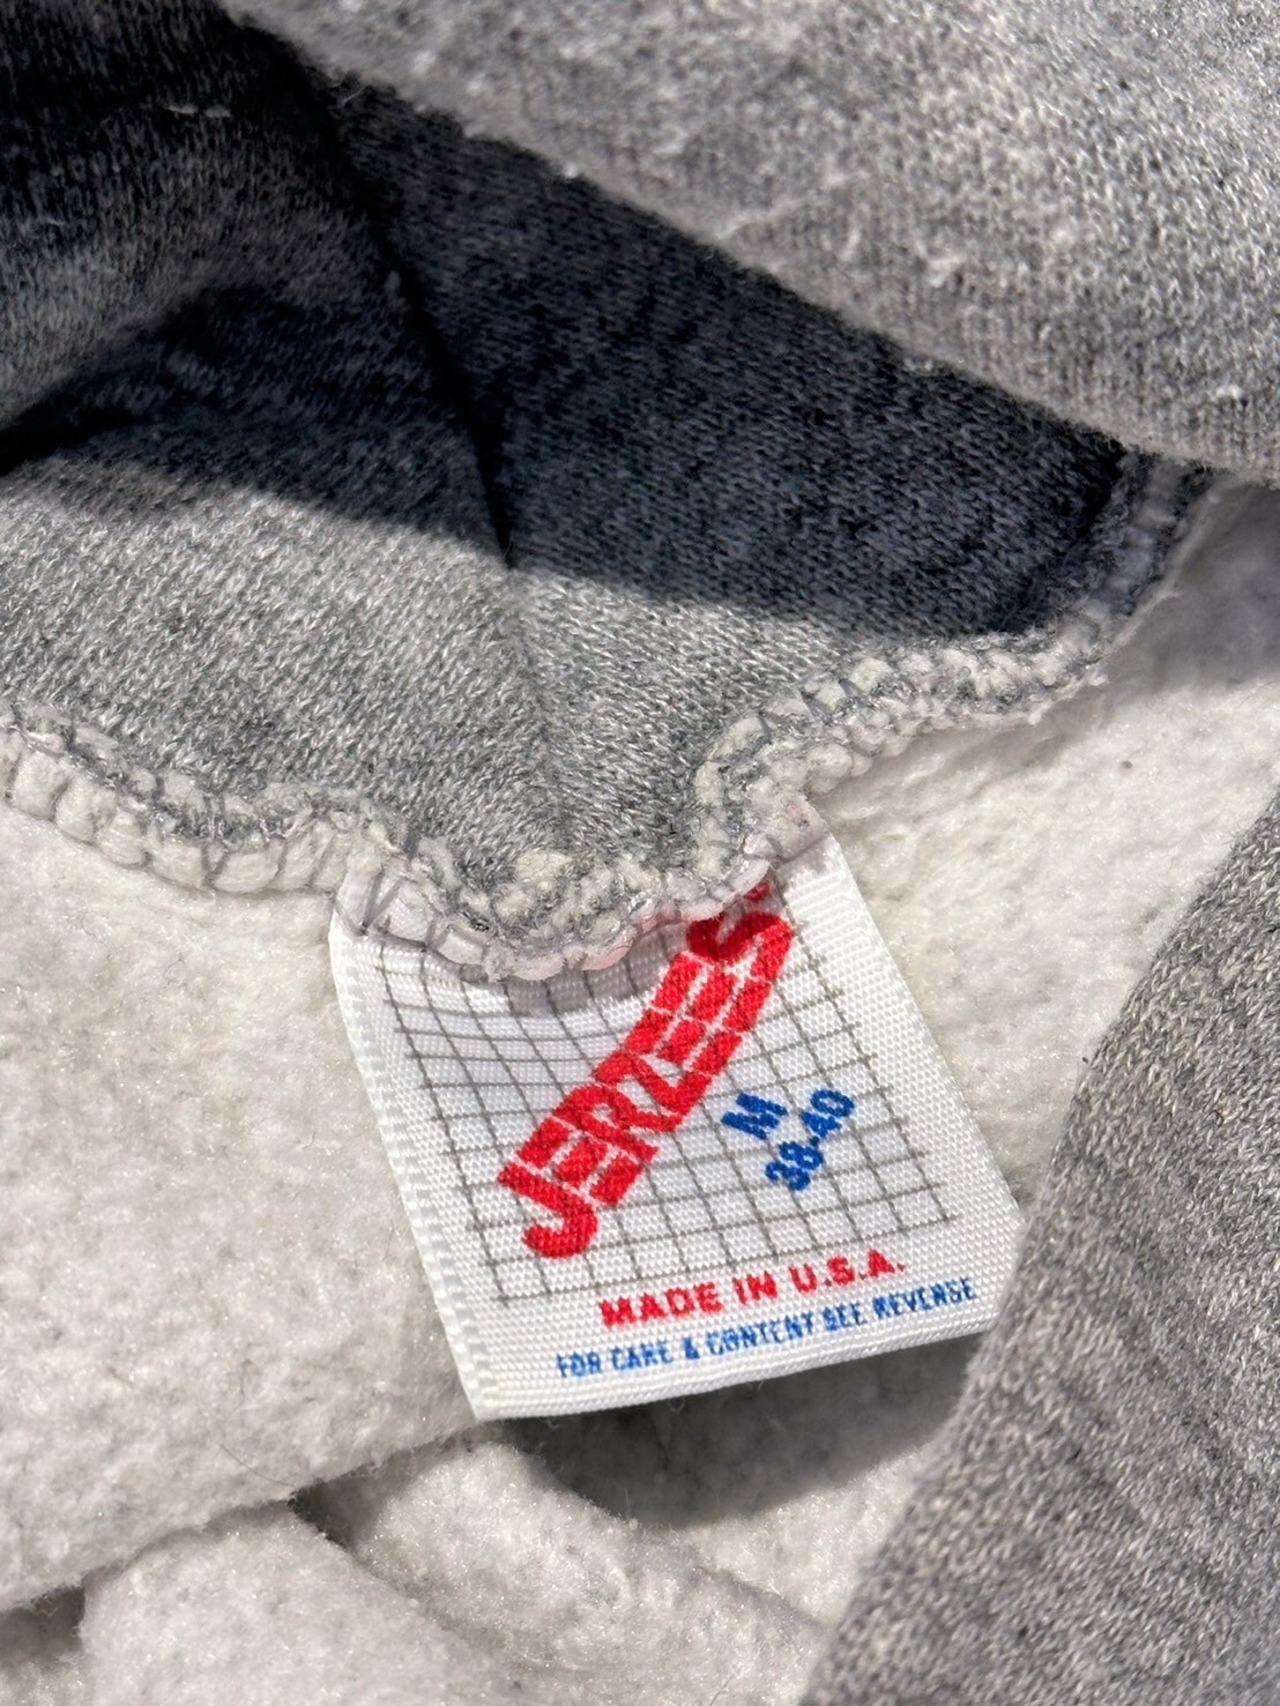 JERZEES
M
38-40
MADE IN U.S.A.
FOR CARE & CONTENT SEE REVERSE